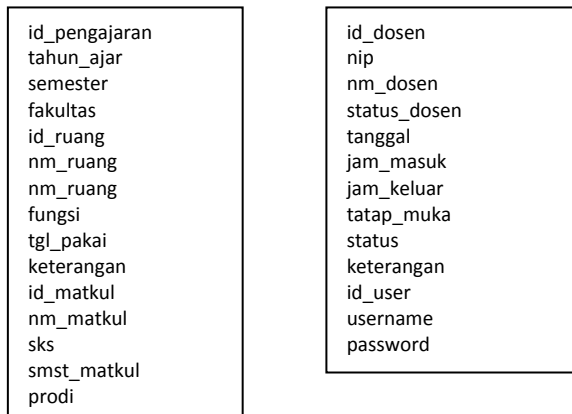 id_pengajaran
tahun_ajar
semester
fakultas
id_ruang
nm_ruang
nm_ruang
fungsi
tgl_pakai
keterangan
id_matkul
nm_matkul
sks
smst_matkul
prodi
id_dosen
nip
nm_dosen
status_dosen
tanggal
jam_masuk
jam_keluar
tatap_muka
status
keterangan
id_user
username
password